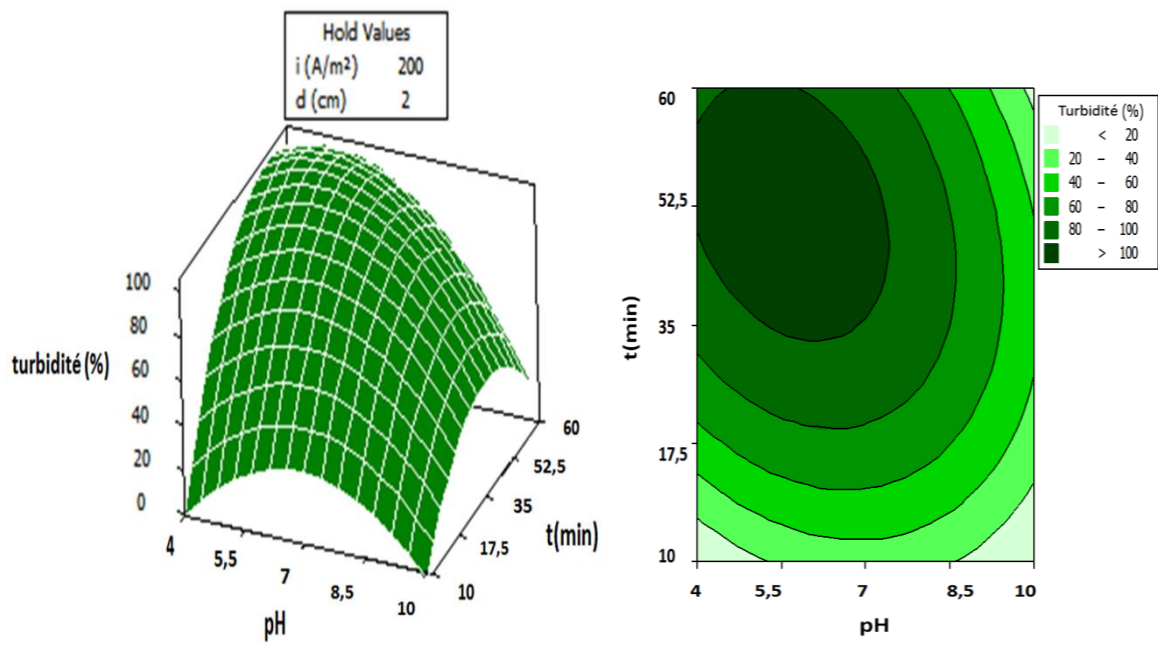 Hold Values
i (A/m²) 200
d (cm) 2
100
80
60
40
20
0
turbidité (%)
4
5,5
7
8,5
10
pH
10
17,5
35
52,5
60
t(min)
60
52,5
35
17,5
10
t(min)
4
5,5
7
8,5
10
pH
Turbidité (%)
< 20
20 – 40
40 – 60
60 – 80
80 – 100
> 100